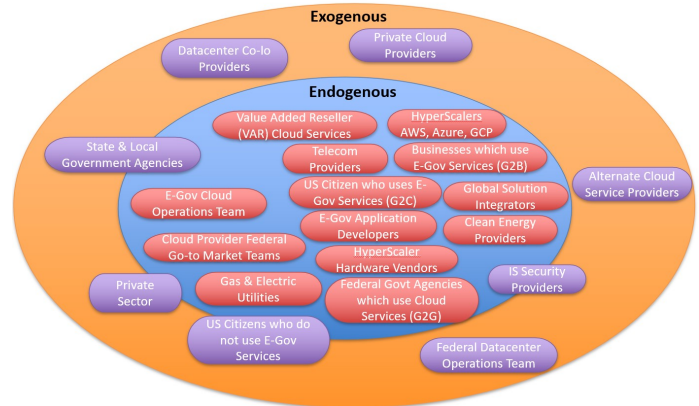 Exogenous
Private Cloud
Providers
Datacenter Co-lo
Providers
Endogenous
Value Added Reseller
(VAR) Cloud Services
HyperScalers
AWS, Azure, GCP
State & Local
Government Agencies
Telecom
Providers
Businesses which use
E-Gov Services (G2B)
Alternate Cloud
Service Providers
US Citizen who uses E-
Gov Services (G2C)
Global Solution
Integrators
E-Gov Cloud
Operations Team
E-Gov Application
Developers
Clean Energy
Providers
Cloud Provider Federal
Go-to Market Teams
HyperScaler
Hardware Vendors
IS Security
Providers
Private
Sector
Gas & Electric
Utilities
Federal Govt Agencies
which use Cloud
Services (G2G)
US Citizens who do
not use E-Gov
Services
Federal Datacenter
Operations Team